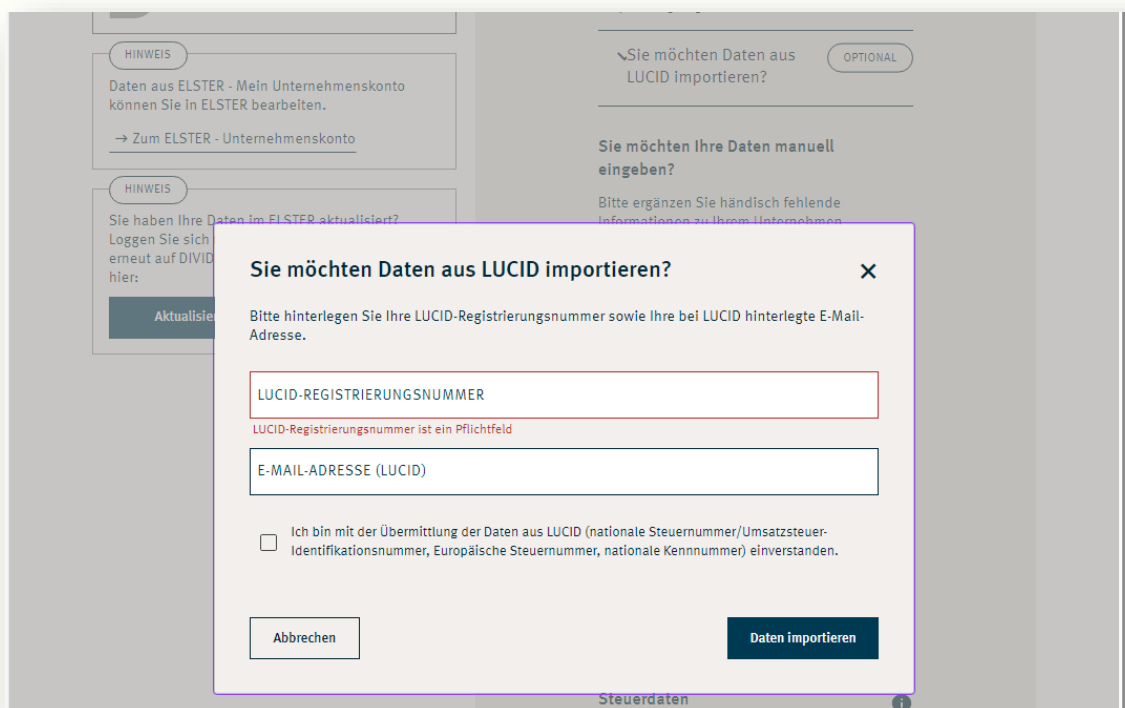 HINWEIS
Daten aus ELSTER - Mein Unternehmenskonto
können Sie in ELSTER bearbeiten.
→ Zum ELSTER - Unternehmenskonto
HINWEIS
Sie haben Ihre Daten im ELSTER aktualisiert?
Loggen Sie sich
erneut auf DIVID
hier:
Aktualisie
Sie möchten Daten aus
LUCID importieren?
OPTIONAL
Sie möchten Ihre Daten manuell
eingeben?
Bitte ergänzen Sie händisch fehlende
Informationen zu Ihrem Unternehmen
Sie möchten Daten aus LUCID importieren?
Bitte hinterlegen Sie Ihre LUCID-Registrierungsnummer sowie Ihre bei LUCID hinterlegte E-Mail-
Adresse.
LUCID-REGISTRIERUNGSNUMMER
LUCID-Registrierungsnummer ist ein Pflichtfeld
E-MAIL-ADRESSE (LUCID)
Ich bin mit der Übermittlung der Daten aus LUCID (nationale Steuernummer/Umsatzsteuer-
Identifikationsnummer, Europäische Steuernummer, nationale Kennnummer) einverstanden.
Abbrechen
Daten importieren
Steuerdaten